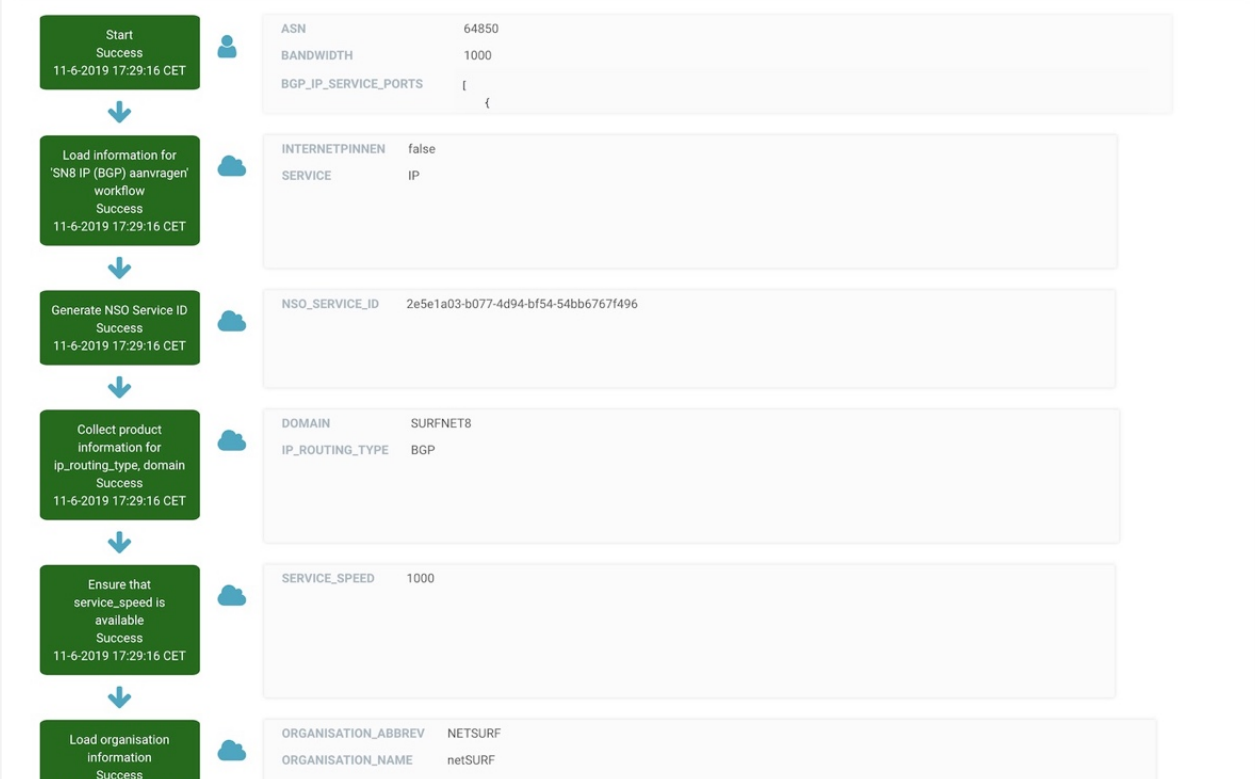 Start
Success
11-6-2019 17:29:16 CET
ASN 64850
BANDWIDTH 1000
BGP_IP_SERVICE_PORTS [
{
Load information for
'SN8 IP (BGP) aanvragen'
workflow
Success
11-6-2019 17:29:16 CET
INTERNETPINNEN false
SERVICE IP
Generate NSO Service ID
Success
11-6-2019 17:29:16 CET
NSO_SERVICE_ID 2e5e1a03-b077-4d94-bf54-54bb6767f496
Collect product
information for
ip_routing_type, domain
Success
11-6-2019 17:29:16 CET
DOMAIN SURFNET8
IP_ROUTING_TYPE BGP
Ensure that
service_speed is
available
Success
11-6-2019 17:29:16 CET
SERVICE_SPEED 1000
Load organisation
information
Success
ORGANISATION_ABBREV NETSURF
ORGANISATION_NAME netSURF